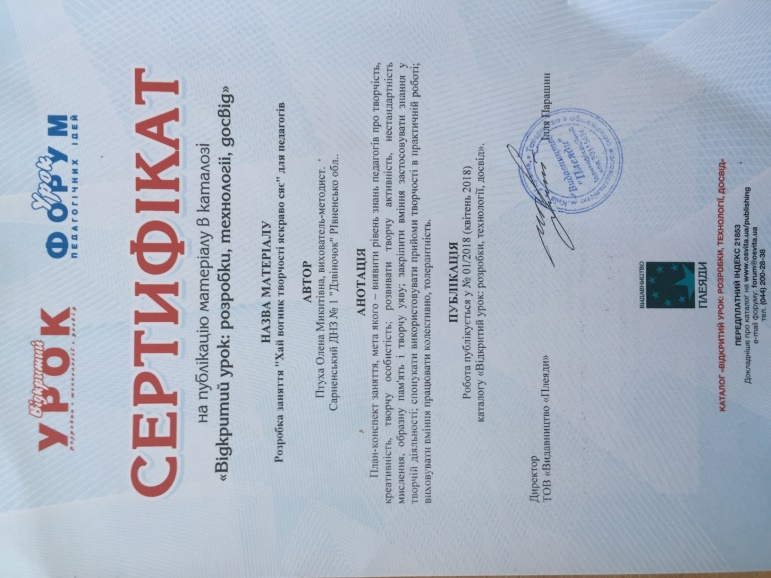 Відкритий
УРОК
розробки • технології • досвід
Урок
ФОРУМ
ПЕДАГОГІЧНИХ ІДЕЙ
СЕРТИФІКАТ
на публікацію матеріалу в каталозі
«Відкритий урок: розробки, технології, досвід»
НАЗВА МАТЕРІАЛУ
Розробка заняття "Хай вогник творчості яскраво сяє" для педагогів
АВТОР
Птуха Олена Микитівна, вихователь-методист.
Сарненський ДНЗ № 1 "Дзвіночок" Рівненсько обл..
АНОТАЦІЯ
План-конспект заняття, мета якого – виявити рівень знань педагогів про творчість,
креативність, творчу особистість; розвивати творчу активність, нестандартність
мислення, образну пам'ять і творчу уяву; закріпити вміння застосовувати знання у
творчій діяльності; спонукати використовувати прийоми творчості в практичній роботі;
виховувати вміння працювати колективно, толерантність.
ПУБЛІКАЦІЯ
Робота публікується у № 01/2018 (квітень 2018)
каталогу «Відкритий урок: розробки, технології, досвід».
Директор
ТОВ «Видавництво «Плеяди» Галя Парашин
ВИДАВНИЦТВО
ПЛЕЯДИ
КАТАЛОГ «ВІДКРИТИЙ УРОК: РОЗРОБКИ, ТЕХНОЛОГІЇ, ДОСВІД»
ПЕРЕДПЛАТНИЙ ІНДЕКС 21883
Докладніше про каталог на www.osvita.ua/publishing
e-mail форуму: forum@osvita.ua
тел. (044) 200-28-38